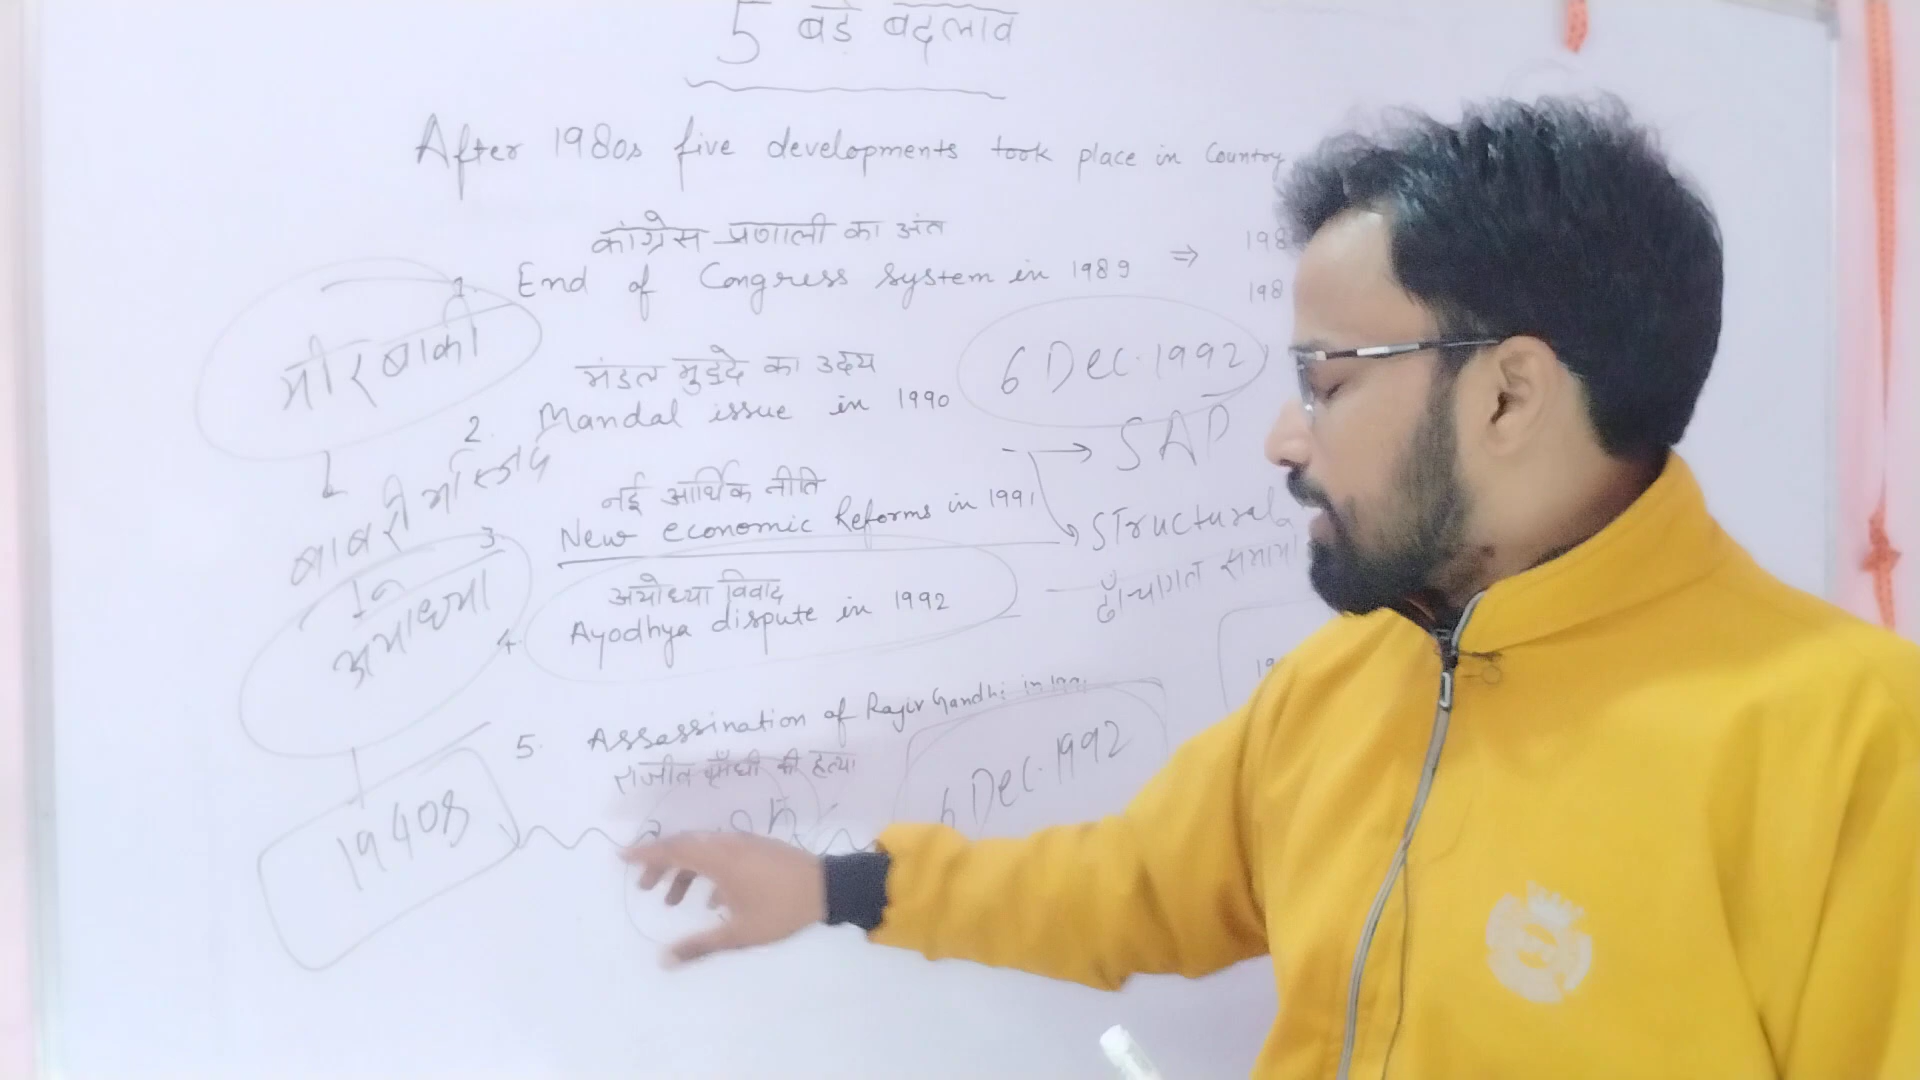 5 बड़े बदलाव
After 1980s five developments took place in Country
कांग्रेस प्रणाली का अंत
1. End of Congress system in 1989 ⇒
मंडल मुद्दे का उदय
2. Mandal issue in 1990
6 Dec. 1992
मीर बाकी
बाबरी मस्जिद
→ SAP
नई आर्थिक नीति
3 New economic Reforms in 1991
Structural
ढाँचागत
अयोध्या विवाद
4. Ayodhya dispute in 1992
अयोध्या
5. Assassination of Rajiv Gandhi in 1991
राजीव गाँधी की हत्या
6 Dec. 1992
1940s